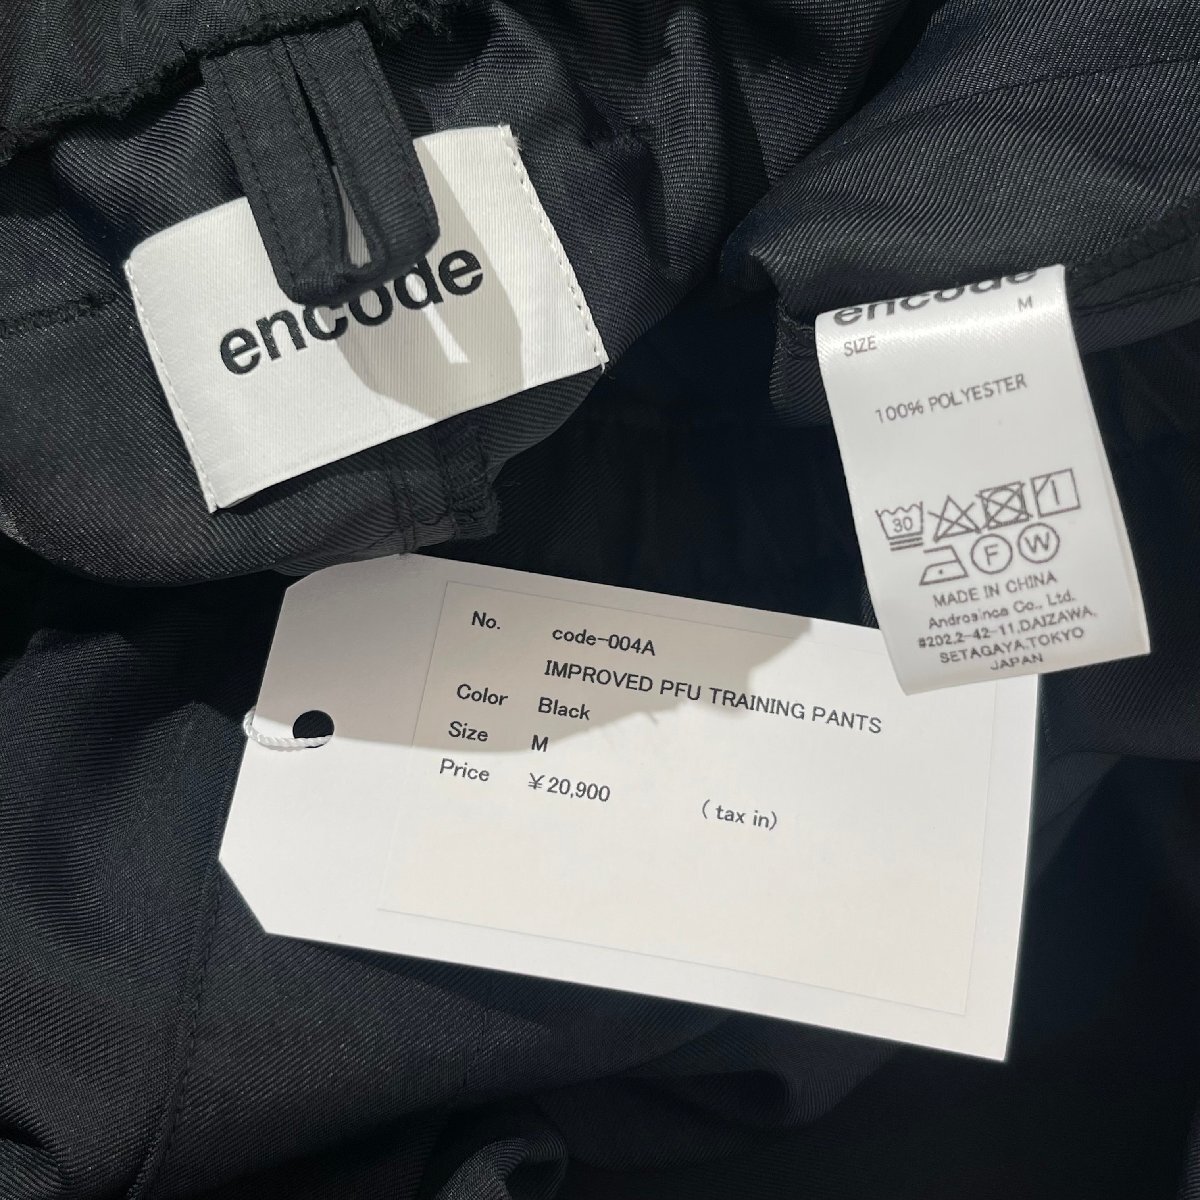 encode
encode
M
SIZE
100% POLYESTER
30
F W
MADE IN CHINA
Androsince Co., Ltd.
#202,2-42-11,DAIZAWA,
SETAGAYA,TOKYO
JAPAN
No. code-004A
IMPROVED PFU TRAINING PANTS
Color Black
Size M
Price ¥20,900 (tax in)